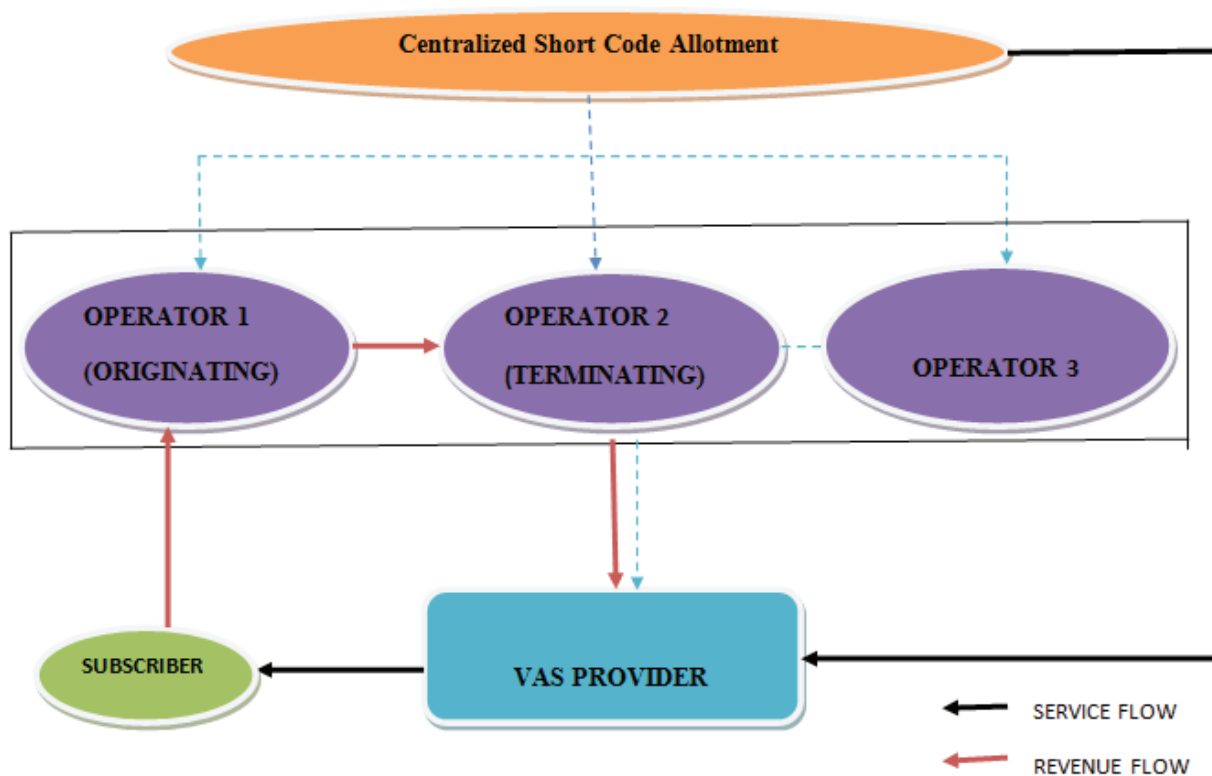 Centralized Short Code Allotment
OPERATOR 1
(ORIGINATING)
OPERATOR 2
(TERMINATING)
OPERATOR 3
SUBSCRIBER
VAS PROVIDER
SERVICE FLOW
REVENUE FLOW